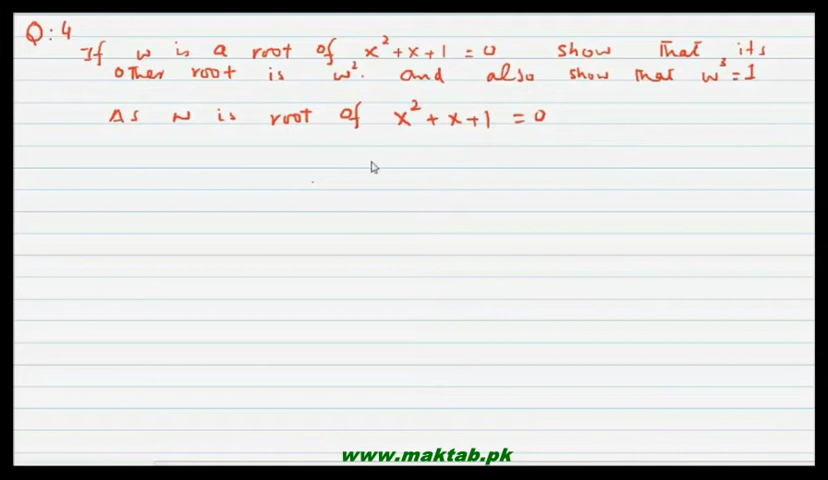 Q:4
If w is a root of x²+x+1=0 show that its
other root is w². and also show that w³=1
As w is root of x²+x+1=0
www.maktab.pk